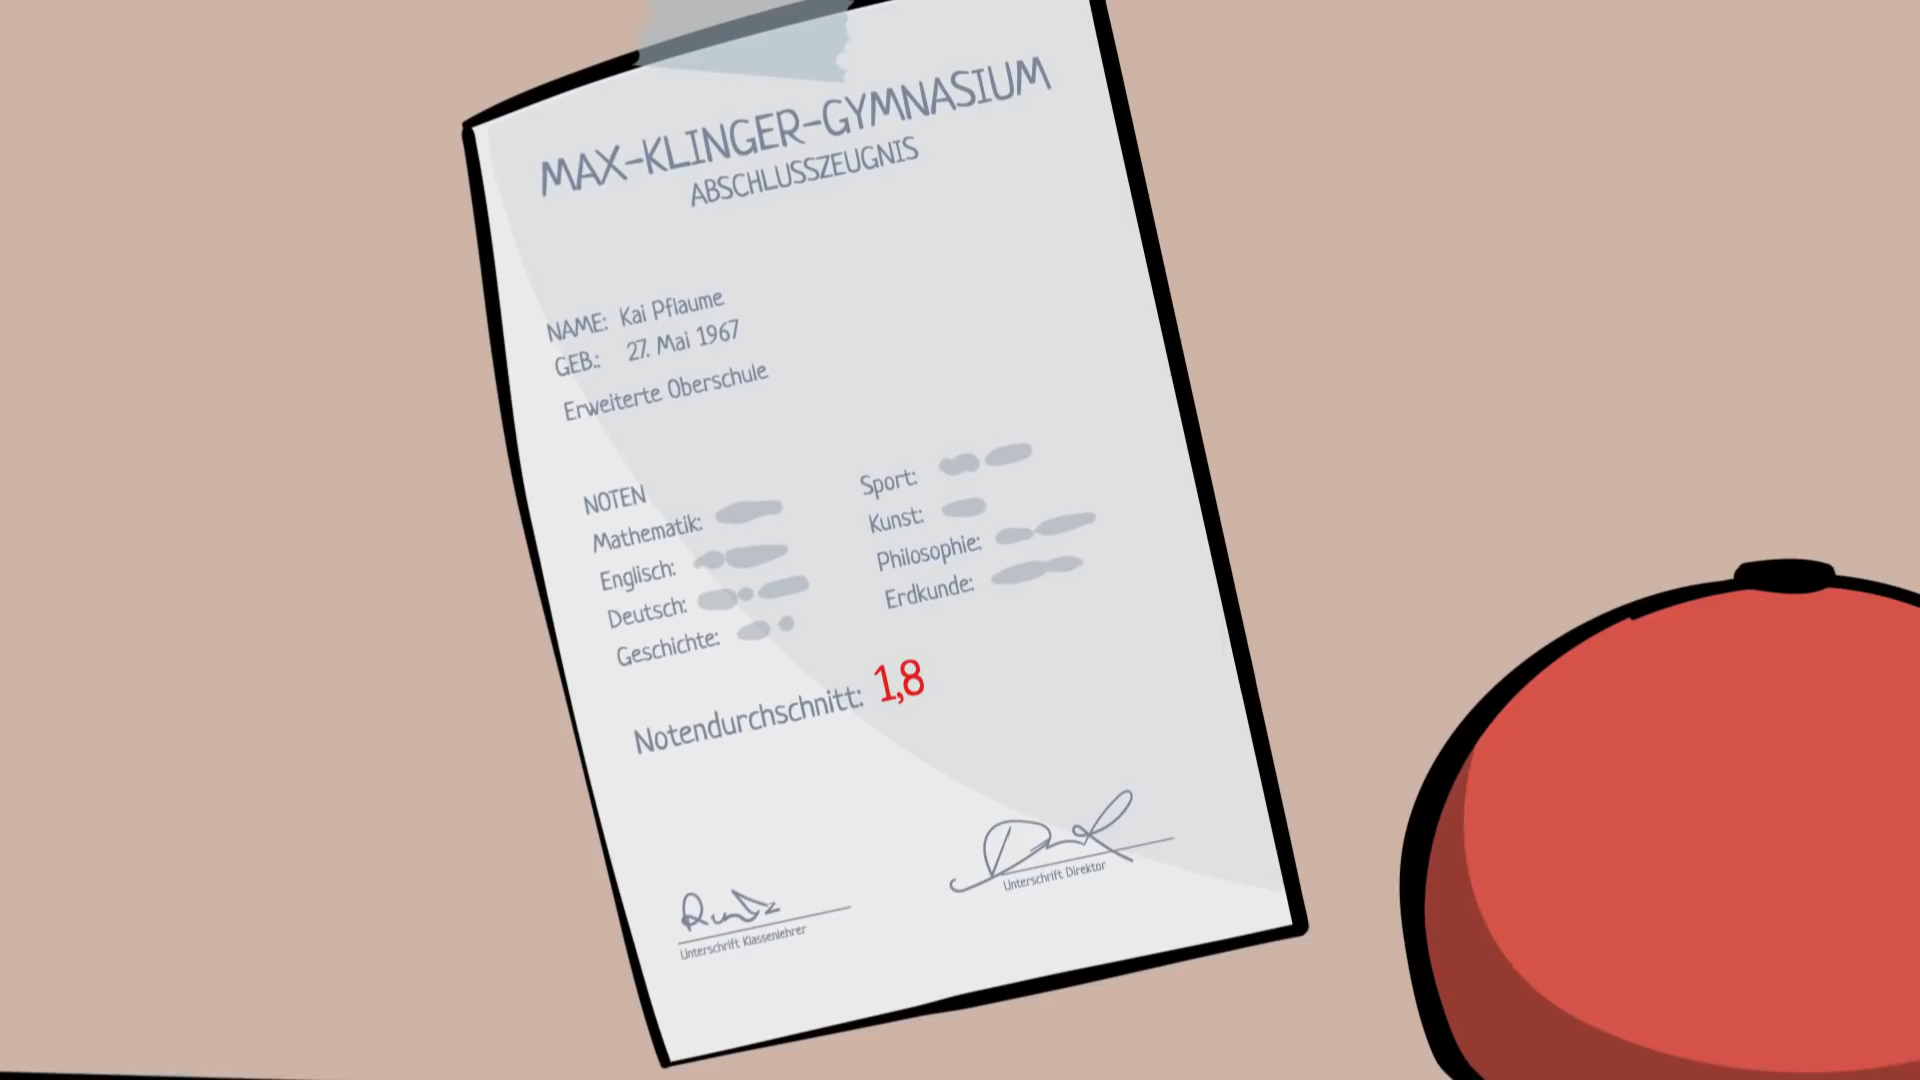 MAX-KLINGER-GYMNASIUM
ABSCHLUSSZEUGNIS
NAME: Kai Pflaume
GEB.: 27. Mai 1967
Erweiterte Oberschule
NOTEN
Mathematik:
Englisch:
Deutsch:
Geschichte:
Sport:
Kunst:
Philosophie:
Erdkunde:
Notendurchschnitt: 1,8
Unterschrift Klassenlehrer
Unterschrift Direktor